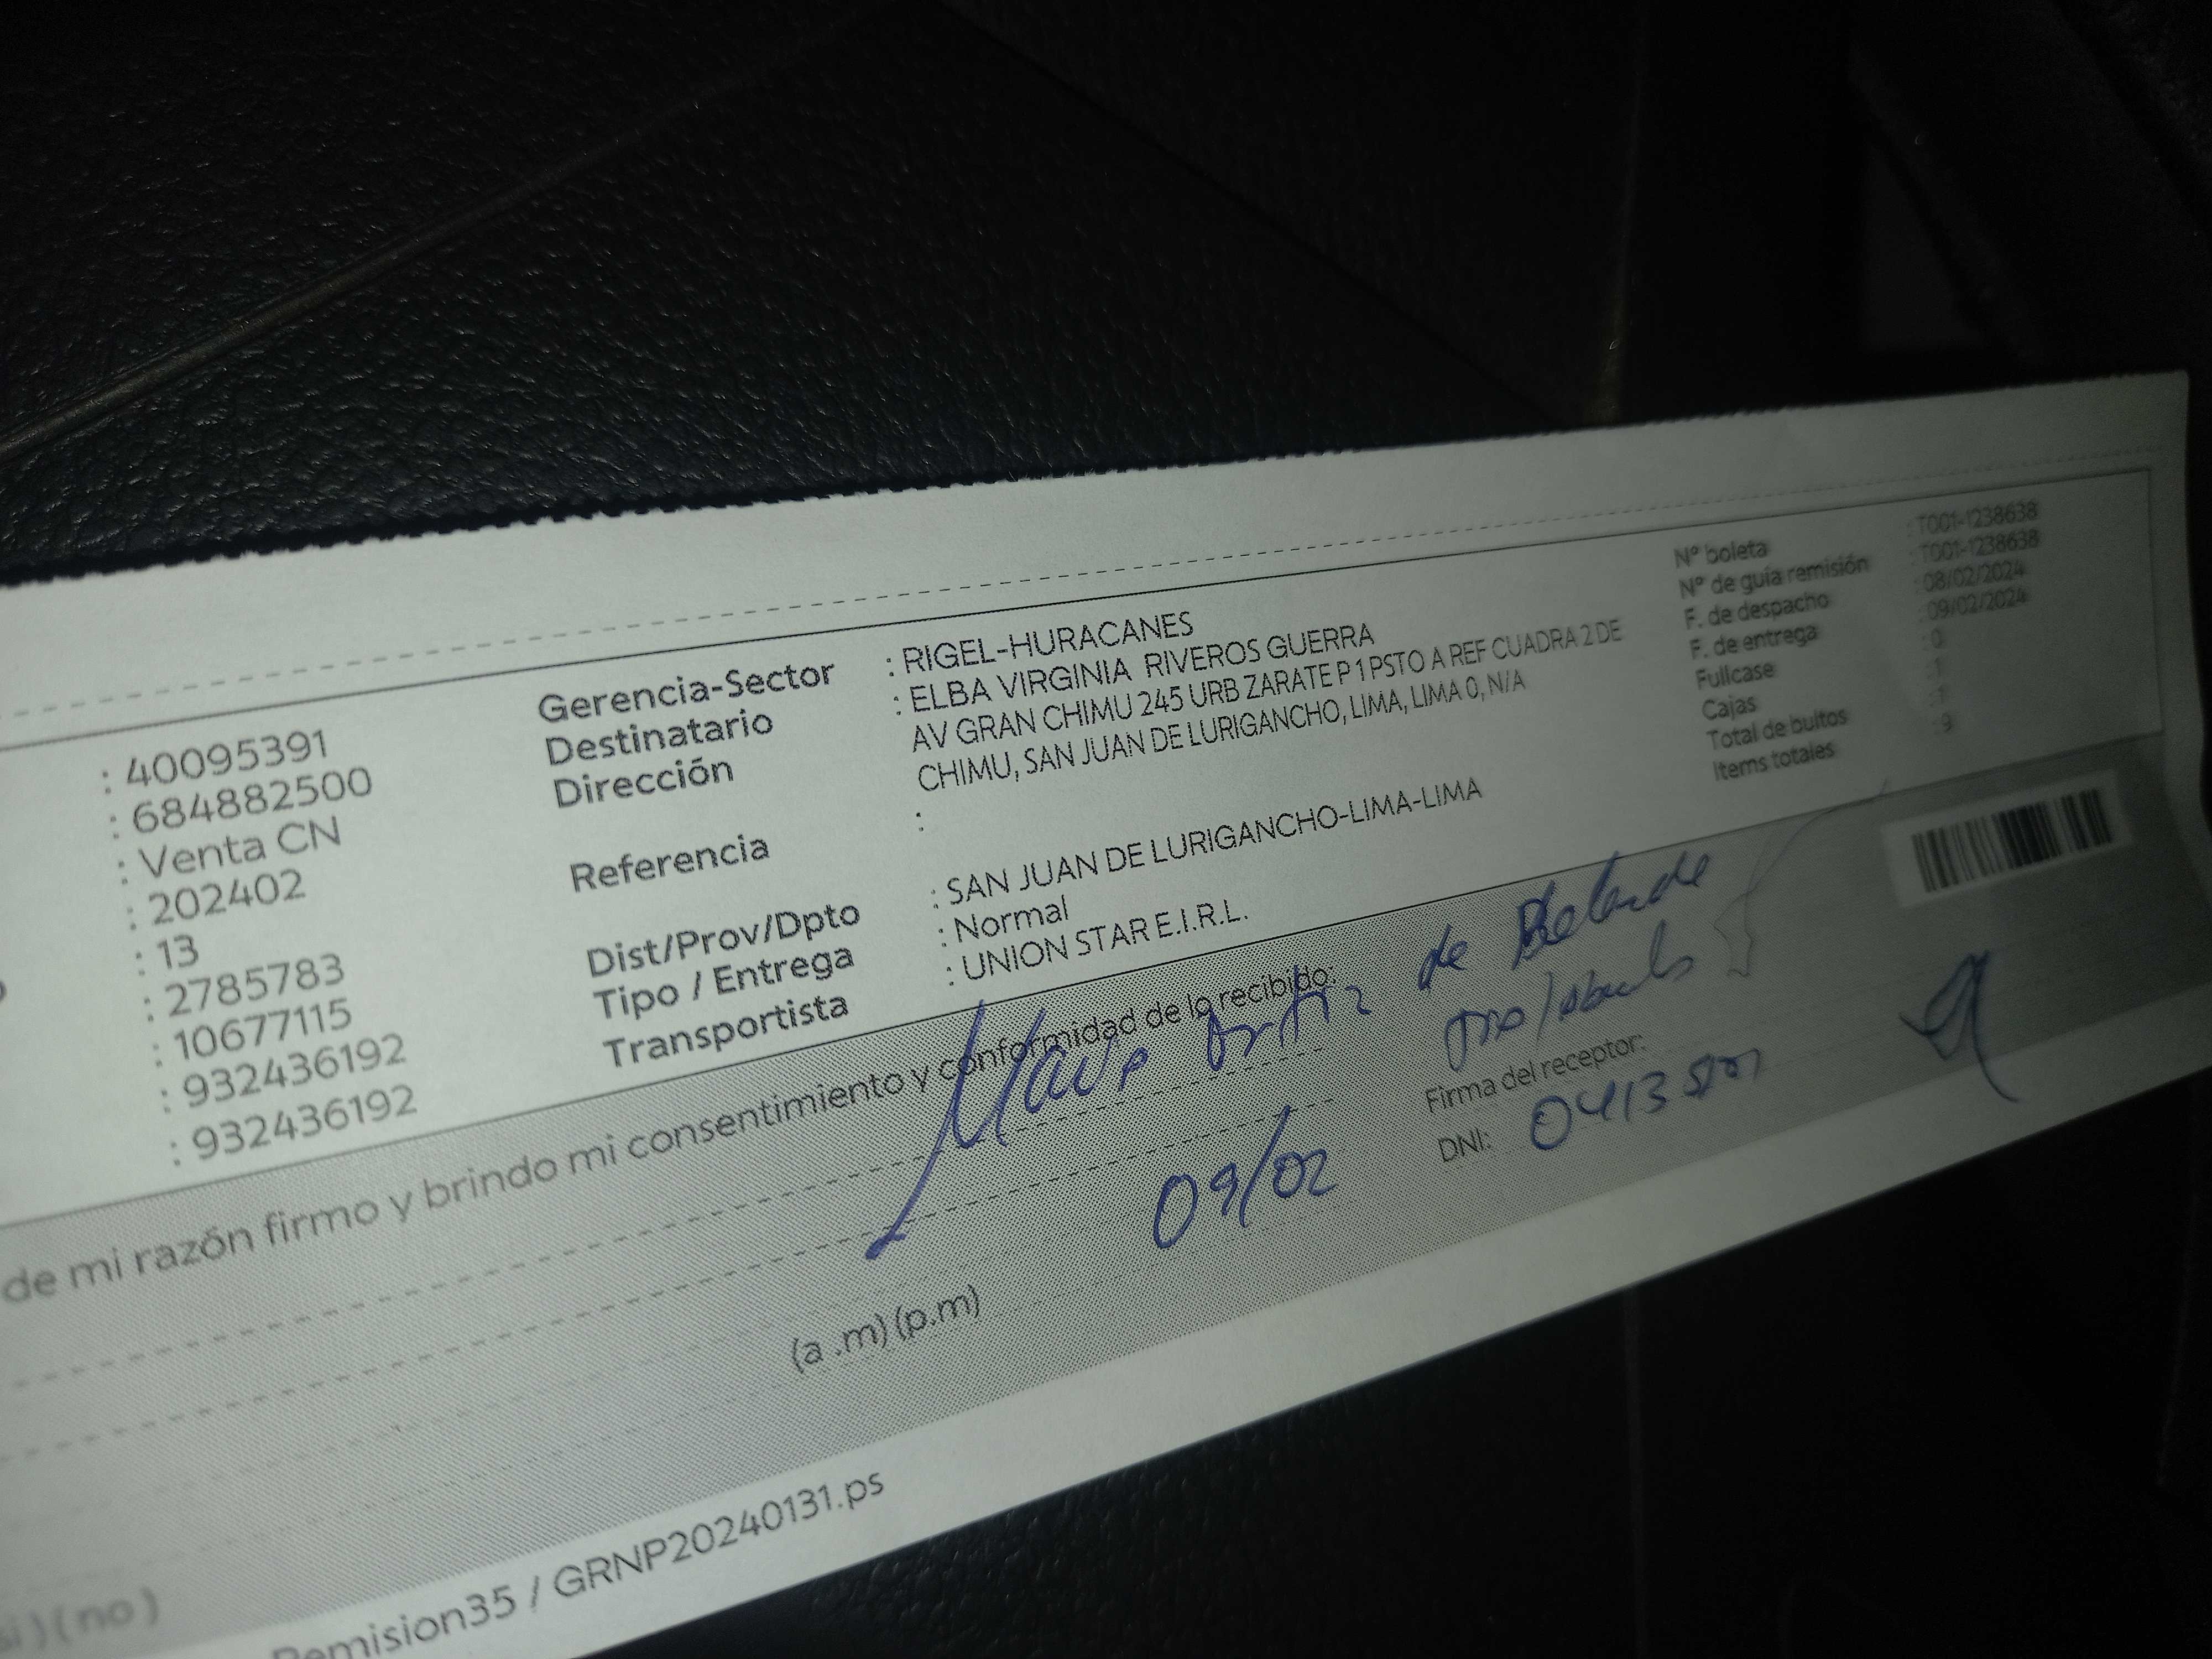 : 40095391
: 684882500
: Venta CN
: 202402
: 13
: 2785783
: 10677115
: 932436192
: 932436192
Gerencia-Sector : RIGEL-HURACANES
Destinatario : ELBA VIRGINIA RIVEROS GUERRA
Dirección : AV GRAN CHIMU 245 URB ZARATE P 1 PSTO A REF CUADRA 2 DE
CHIMU, SAN JUAN DE LURIGANCHO, LIMA, LIMA 0, N/A
Referencia :
Dist/Prov/Dpto : SAN JUAN DE LURIGANCHO-LIMA-LIMA
Tipo / Entrega : Normal
Transportista : UNION STAR E.I.R.L.
Nº boleta : T001-1238638
Nº de guía remisión : T001-1238638
F. de despacho : 08/02/2024
F. de entrega : 09/02/2024
Fullcase : 0
Cajas : 1
Total de bultos : 1
Items totales : 9
de mi razón firmo y brindo mi consentimiento y conformidad de lo recibido:
de
09/02
Firma del receptor:
DNI:
(a .m) (p.m)
si ) ( no )
Remision35 / GRNP20240131.ps